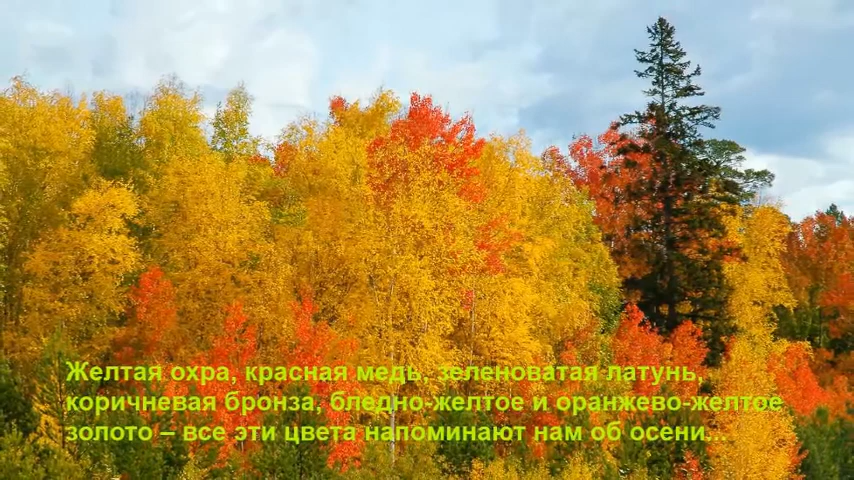 Желтая охра, красная медь, зеленоватая латунь,
коричневая бронза, бледно-желтое и оранжево-желтое
золото – все эти цвета напоминают нам об осени...